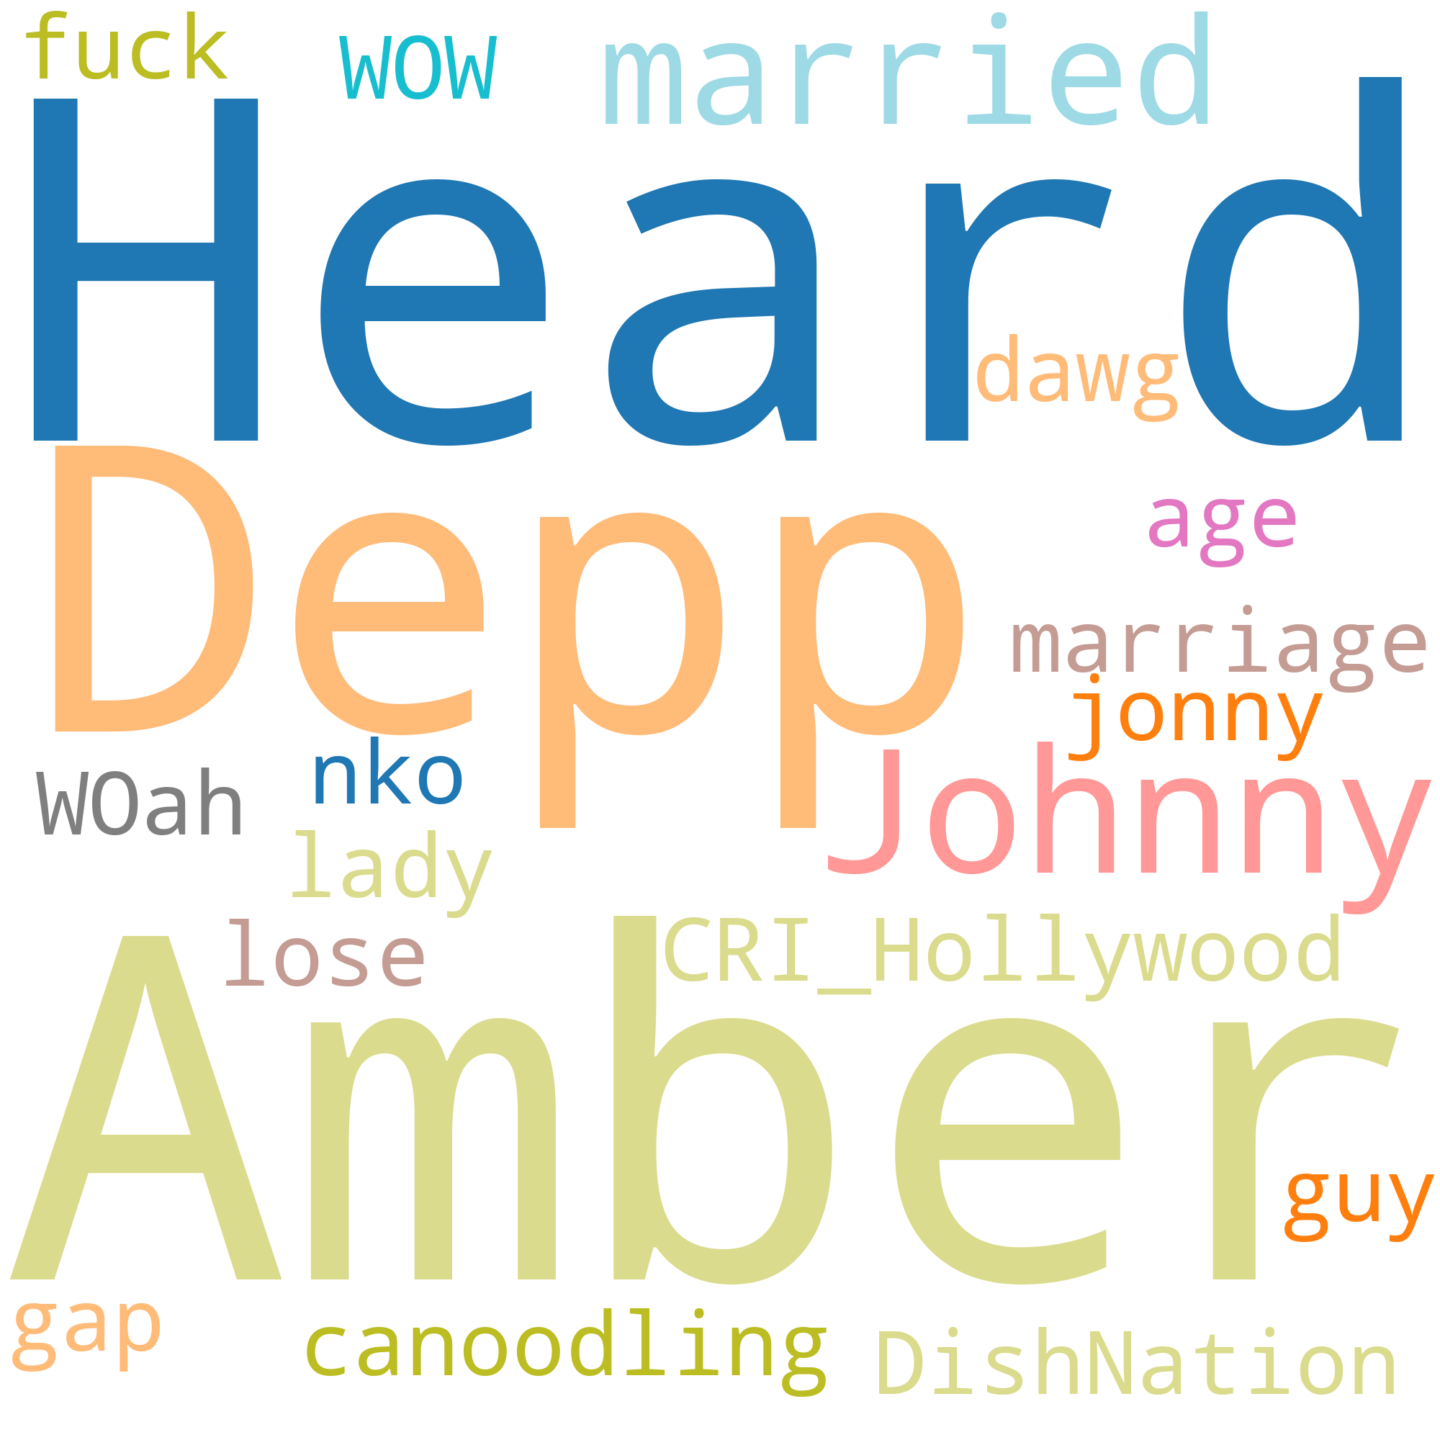 fuck WOW married
Heard
dawg
Depp
age
marriage
jonny
WOah nko Johnny
lady
lose CRI_Hollywood
Amber
guy
gap canoodling DishNation